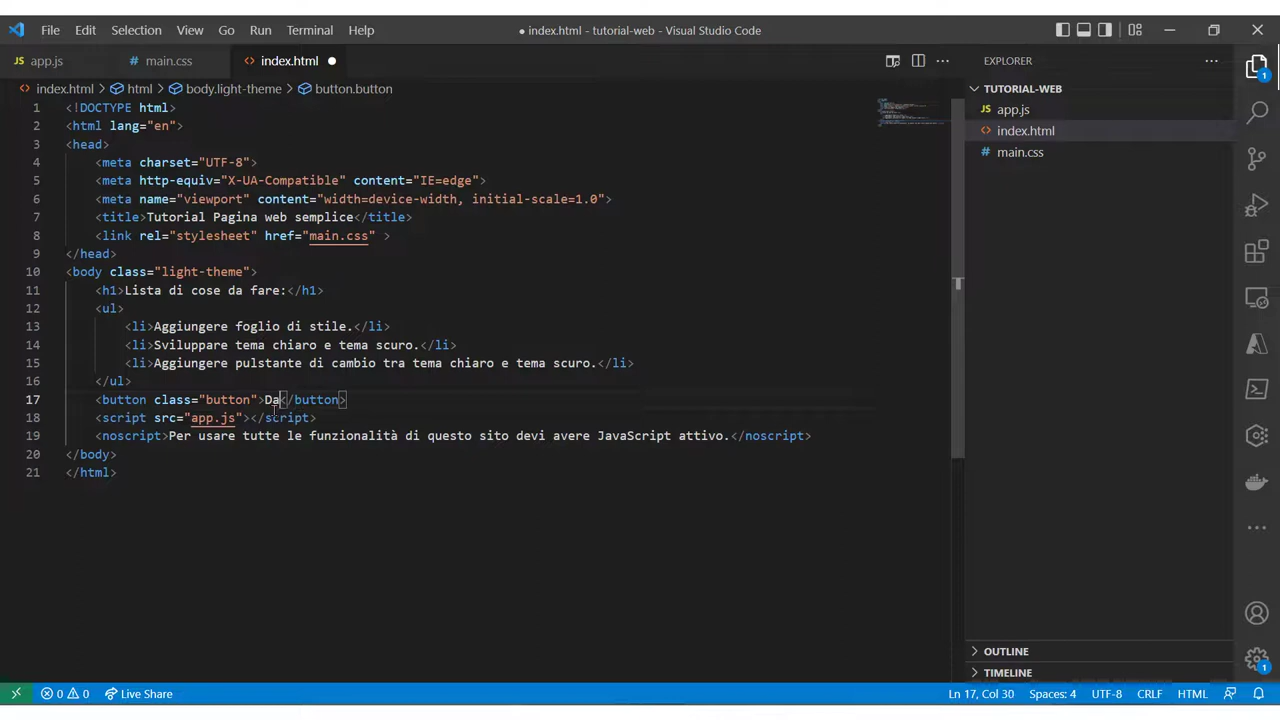 File Edit Selection View Go Run Terminal Help
● index.html - tutorial-web - Visual Studio Code
JS app.js
# main.css
<> index.html ●
EXPLORER
<> index.html > html > body.light-theme > button.button
TUTORIAL-WEB
JS app.js
<> index.html
# main.css
1 <!DOCTYPE html>
2 <html lang="en">
3 <head>
4 <meta charset="UTF-8">
5 <meta http-equiv="X-UA-Compatible" content="IE=edge">
6 <meta name="viewport" content="width=device-width, initial-scale=1.0">
7 <title>Tutorial Pagina web semplice</title>
8 <link rel="stylesheet" href="main.css" >
9 </head>
10 <body class="light-theme">
11 <h1>Lista di cose da fare:</h1>
12 <ul>
13 <li>Aggiungere foglio di stile.</li>
14 <li>Sviluppare tema chiaro e tema scuro.</li>
15 <li>Aggiungere pulstante di cambio tra tema chiaro e tema scuro.</li>
16 </ul>
17 <button class="button">Da</button>
18 <script src="app.js"></script>
19 <noscript>Per usare tutte le funzionalità di questo sito devi avere JavaScript attivo.</noscript>
20 </body>
21 </html>
1
OUTLINE
TIMELINE
1
0 0 Live Share
Ln 17, Col 30 Spaces: 4 UTF-8 CRLF HTML